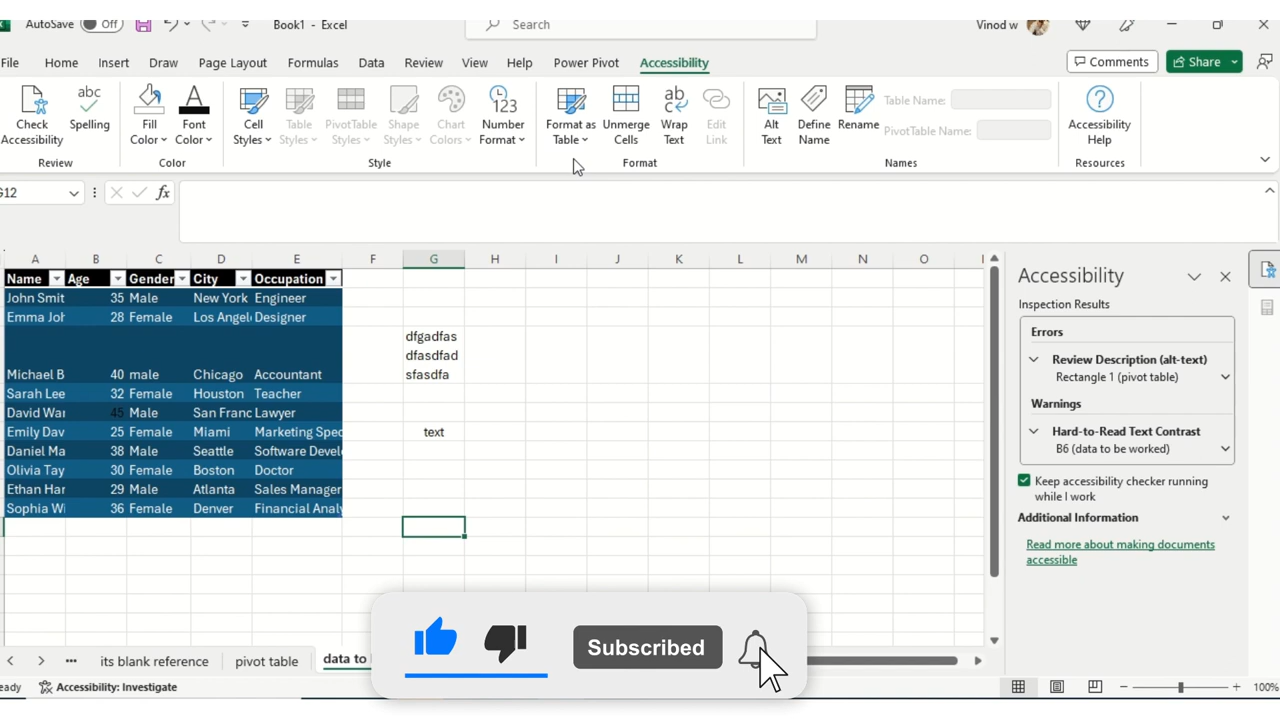 AutoSave Off Book1 - Excel Search Vinod w
File Home Insert Draw Page Layout Formulas Data Review View Help Power Pivot Accessibility Comments Share
Check Accessibility
abc
Spelling
Review
Fill Color
Font Color
Color
Cell Styles
Table Styles
PivotTable Styles
Shape Styles
Chart Colors
123
Number Format
Style
Format as Table
Unmerge Cells
ab
Wrap Text
Edit Link
Format
Alt Text
Define Name
Rename
Table Name:
PivotTable Name:
Names
Accessibility Help
Resources
G12 fx
A B C D E F G H I J K L M N O
Name Age Gender City Occupation
John Smit 35 Male New York Engineer
Emma Joh 28 Female Los Angel Designer
dfgadfas
dfasdfad
Michael B 40 male Chicago Accountant sfasdfa
Sarah Lee 32 Female Houston Teacher
David War 45 Male San Franc Lawyer
Emily Dav 25 Female Miami Marketing Spec text
Daniel Ma 38 Male Seattle Software Devel
Olivia Tay 30 Female Boston Doctor
Ethan Har 29 Male Atlanta Sales Manager
Sophia Wi 36 Female Denver Financial Analy
Accessibility
Inspection Results
Errors
Review Description (alt-text)
Rectangle 1 (pivot table)
Warnings
Hard-to-Read Text Contrast
B6 (data to be worked)
Keep accessibility checker running
while I work
Additional Information
Read more about making documents
accessible
Subscribed
its blank reference pivot table data to
eady Accessibility: Investigate 100%